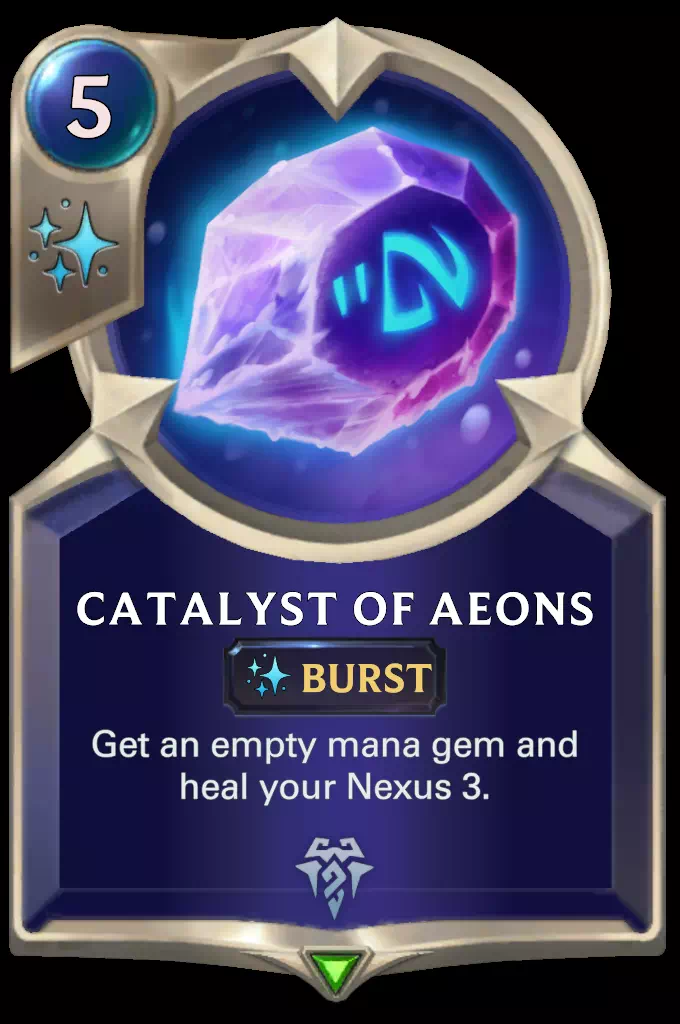 5
CATALYST OF AEONS
BURST
Get an empty mana gem and
heal your Nexus 3.